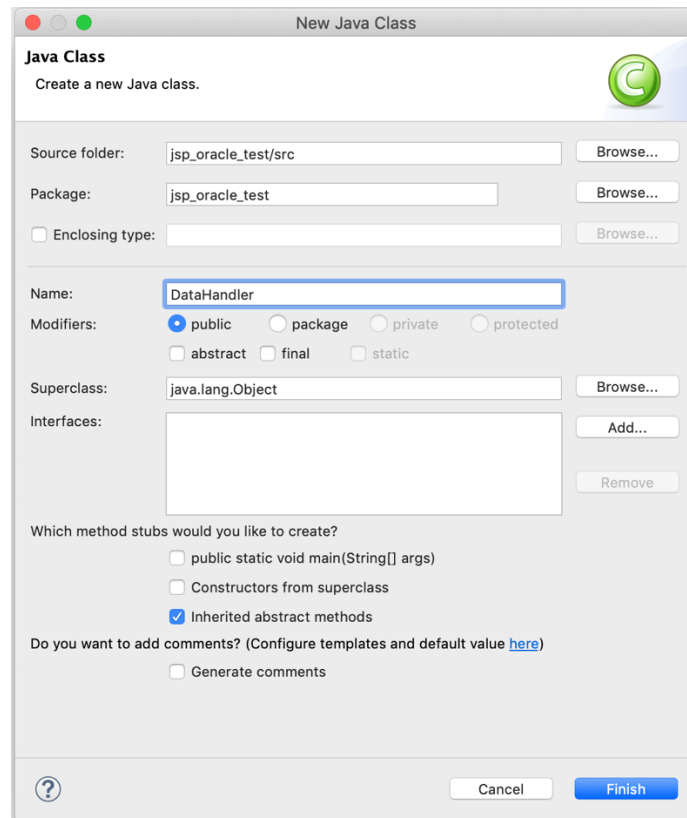 New Java Class
Java Class
Create a new Java class.
Source folder: jsp_oracle_test/src Browse...
Package: jsp_oracle_test Browse...
Enclosing type: Browse...
Name: DataHandler
Modifiers: public package private protected
abstract final static
Superclass: java.lang.Object Browse...
Interfaces: Add...
Remove
Which method stubs would you like to create?
public static void main(String[] args)
Constructors from superclass
Inherited abstract methods
Do you want to add comments? (Configure templates and default value here)
Generate comments
? Cancel Finish